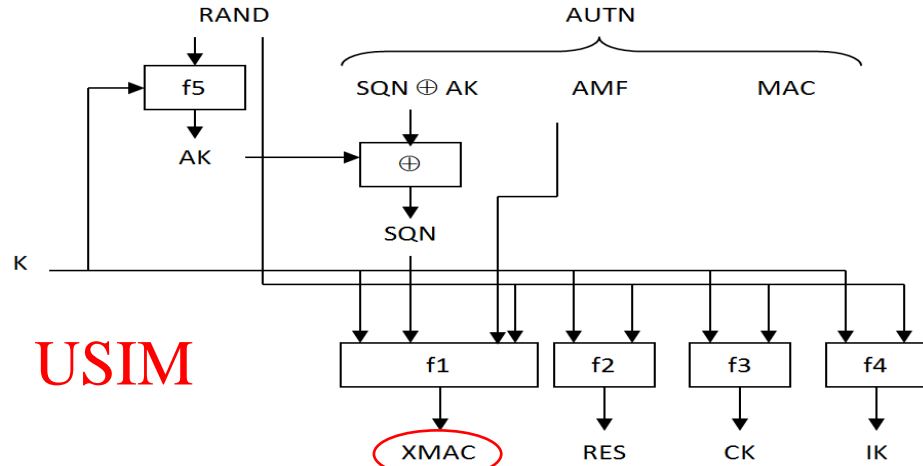 RAND AUTN
f5 SQN ⊕ AK AMF MAC
AK ⊕
SQN
K
USIM
f1 f2 f3 f4
XMAC RES CK IK